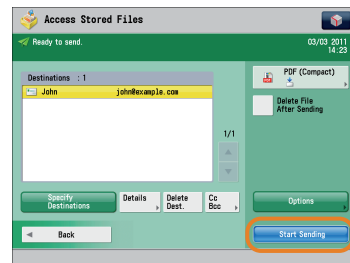 Access Stored Files
Ready to send.
03/03 2011
14:23
Destinations : 1
John john@example.com
1/1
PDF (Compact)
Delete File
After Sending
Specify
Destinations
Details
Delete
Dest.
Cc
Bcc
Options
Back
Start Sending